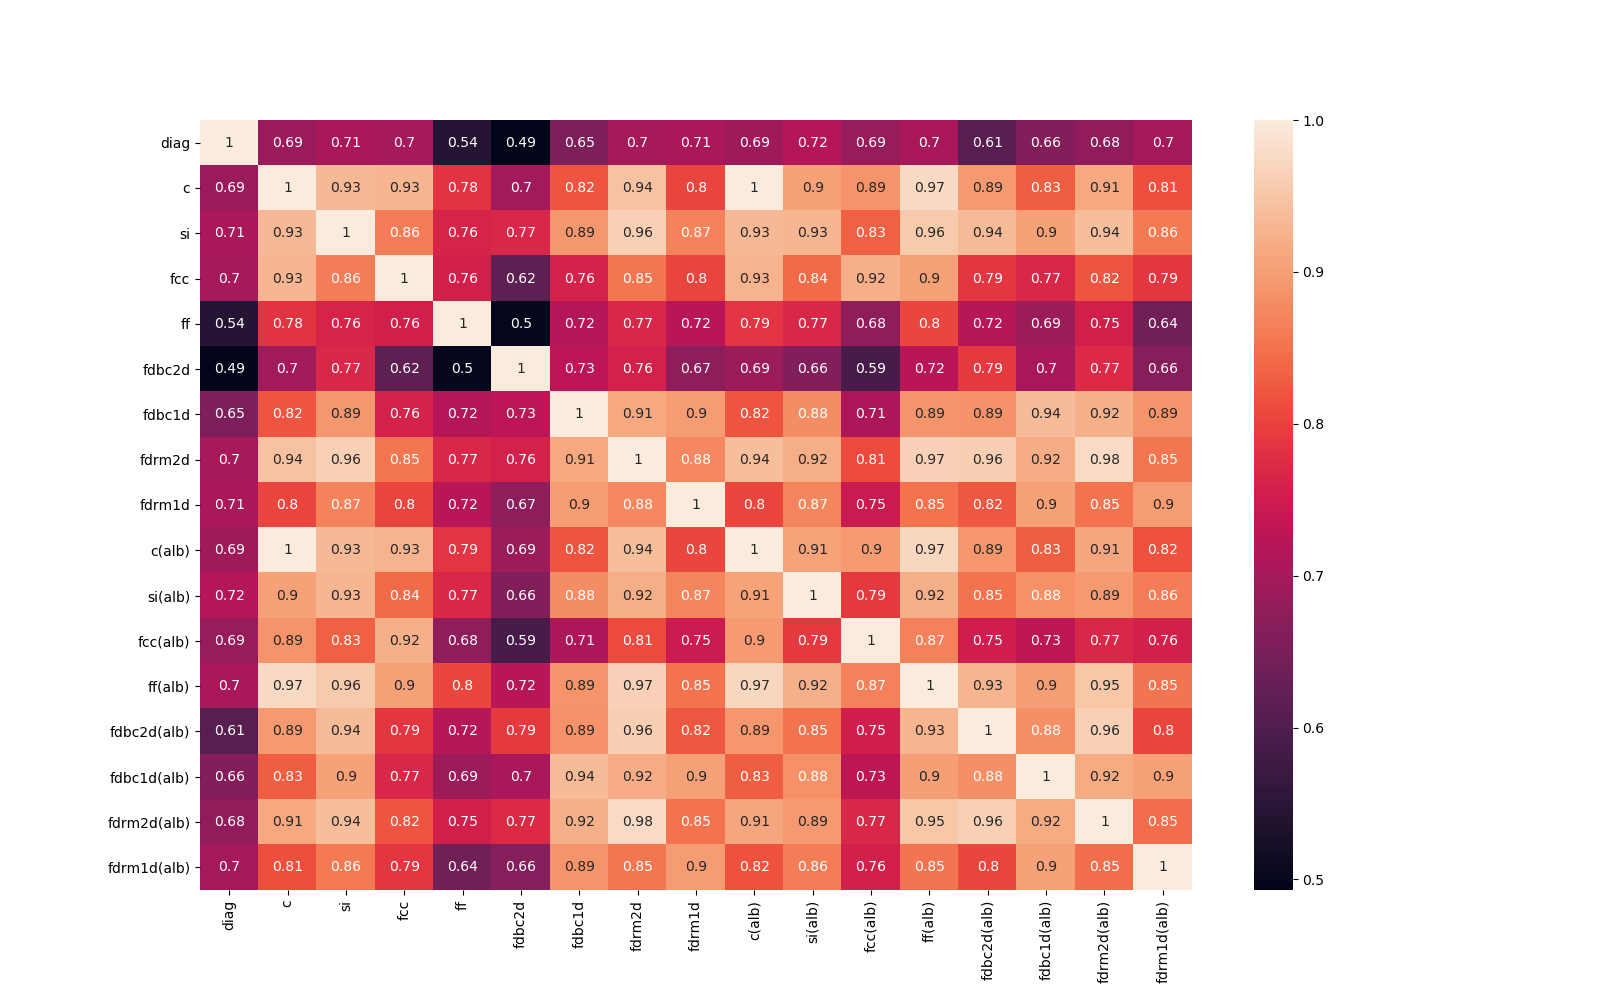 diag 1 0.69 0.71 0.7 0.54 0.49 0.65 0.7 0.71 0.69 0.72 0.69 0.7 0.61 0.66 0.68 0.7
c 0.69 1 0.93 0.93 0.78 0.7 0.82 0.94 0.8 1 0.9 0.89 0.97 0.89 0.83 0.91 0.81
si 0.71 0.93 1 0.86 0.76 0.77 0.89 0.96 0.87 0.93 0.93 0.83 0.96 0.94 0.9 0.94 0.86
fcc 0.7 0.93 0.86 1 0.76 0.62 0.76 0.85 0.8 0.93 0.84 0.92 0.9 0.79 0.77 0.82 0.79
ff 0.54 0.78 0.76 0.76 1 0.5 0.72 0.77 0.72 0.79 0.77 0.68 0.8 0.72 0.69 0.75 0.64
fdbc2d 0.49 0.7 0.77 0.62 0.5 1 0.73 0.76 0.67 0.69 0.66 0.59 0.72 0.79 0.7 0.77 0.66
fdbc1d 0.65 0.82 0.89 0.76 0.72 0.73 1 0.91 0.9 0.82 0.88 0.71 0.89 0.89 0.94 0.92 0.89
fdrm2d 0.7 0.94 0.96 0.85 0.77 0.76 0.91 1 0.88 0.94 0.92 0.81 0.97 0.96 0.92 0.98 0.85
fdrm1d 0.71 0.8 0.87 0.8 0.72 0.67 0.9 0.88 1 0.8 0.87 0.75 0.85 0.82 0.9 0.85 0.9
c(alb) 0.69 1 0.93 0.93 0.79 0.69 0.82 0.94 0.8 1 0.91 0.9 0.97 0.89 0.83 0.91 0.82
si(alb) 0.72 0.9 0.93 0.84 0.77 0.66 0.88 0.92 0.87 0.91 1 0.79 0.92 0.85 0.88 0.89 0.86
fcc(alb) 0.69 0.89 0.83 0.92 0.68 0.59 0.71 0.81 0.75 0.9 0.79 1 0.87 0.75 0.73 0.77 0.76
ff(alb) 0.7 0.97 0.96 0.9 0.8 0.72 0.89 0.97 0.85 0.97 0.92 0.87 1 0.93 0.9 0.95 0.85
fdbc2d(alb) 0.61 0.89 0.94 0.79 0.72 0.79 0.89 0.96 0.82 0.89 0.85 0.75 0.93 1 0.88 0.96 0.8
fdbc1d(alb) 0.66 0.83 0.9 0.77 0.69 0.7 0.94 0.92 0.9 0.83 0.88 0.73 0.9 0.88 1 0.92 0.9
fdrm2d(alb) 0.68 0.91 0.94 0.82 0.75 0.77 0.92 0.98 0.85 0.91 0.89 0.77 0.95 0.96 0.92 1 0.85
fdrm1d(alb) 0.7 0.81 0.86 0.79 0.64 0.66 0.89 0.85 0.9 0.82 0.86 0.76 0.85 0.8 0.9 0.85 1
diag c si fcc ff fdbc2d fdbc1d fdrm2d fdrm1d c(alb) si(alb) fcc(alb) ff(alb) fdbc2d(alb) fdbc1d(alb) fdrm2d(alb) fdrm1d(alb)
1.0
0.9
0.8
0.7
0.6
0.5